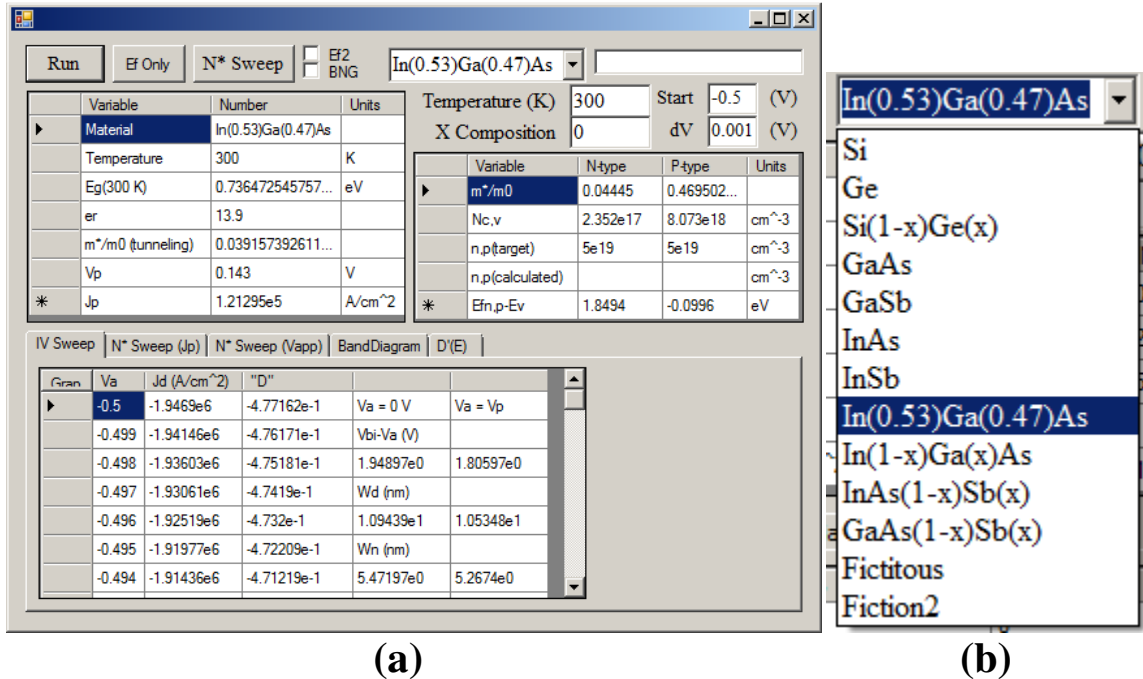 Run Ef Only N* Sweep Ef2 BNG In(0.53)Ga(0.47)As
Temperature (K) 300 Start -0.5 (V)
X Composition 0 dV 0.001 (V)
Variable Number Units
Material In(0.53)Ga(0.47)As
Temperature 300 K
Eg(300 K) 0.736472545757... eV
er 13.9
m*/m0 (tunneling) 0.039157392611...
Vp 0.143 V
* Jp 1.21295e5 A/cm^2
Variable N-type P-type Units
m*/m0 0.04445 0.469502...
Nc,v 2.352e17 8.073e18 cm^-3
n,p(target) 5e19 5e19 cm^-3
n,p(calculated) cm^-3
* Efn,p-Ev 1.8494 -0.0996 eV
IV Sweep N* Sweep (Jp) N* Sweep (Vapp) BandDiagram D'(E)
Va Jd (A/cm^2) "D"
-0.5 -1.9469e6 -4.77162e-1 Va = 0 V Va = Vp
-0.499 -1.94146e6 -4.76171e-1 Vbi-Va (V)
-0.498 -1.93603e6 -4.75181e-1 1.94897e0 1.80597e0
-0.497 -1.93061e6 -4.7419e-1 Wd (nm)
-0.496 -1.92519e6 -4.732e-1 1.09439e1 1.05348e1
-0.495 -1.91977e6 -4.72209e-1 Wn (nm)
-0.494 -1.91436e6 -4.71219e-1 5.47197e0 5.2674e0
(a)
In(0.53)Ga(0.47)As
Si
Ge
Si(1-x)Ge(x)
GaAs
GaSb
InAs
InSb
In(0.53)Ga(0.47)As
In(1-x)Ga(x)As
InAs(1-x)Sb(x)
GaAs(1-x)Sb(x)
Fictitous
Fiction2
(b)